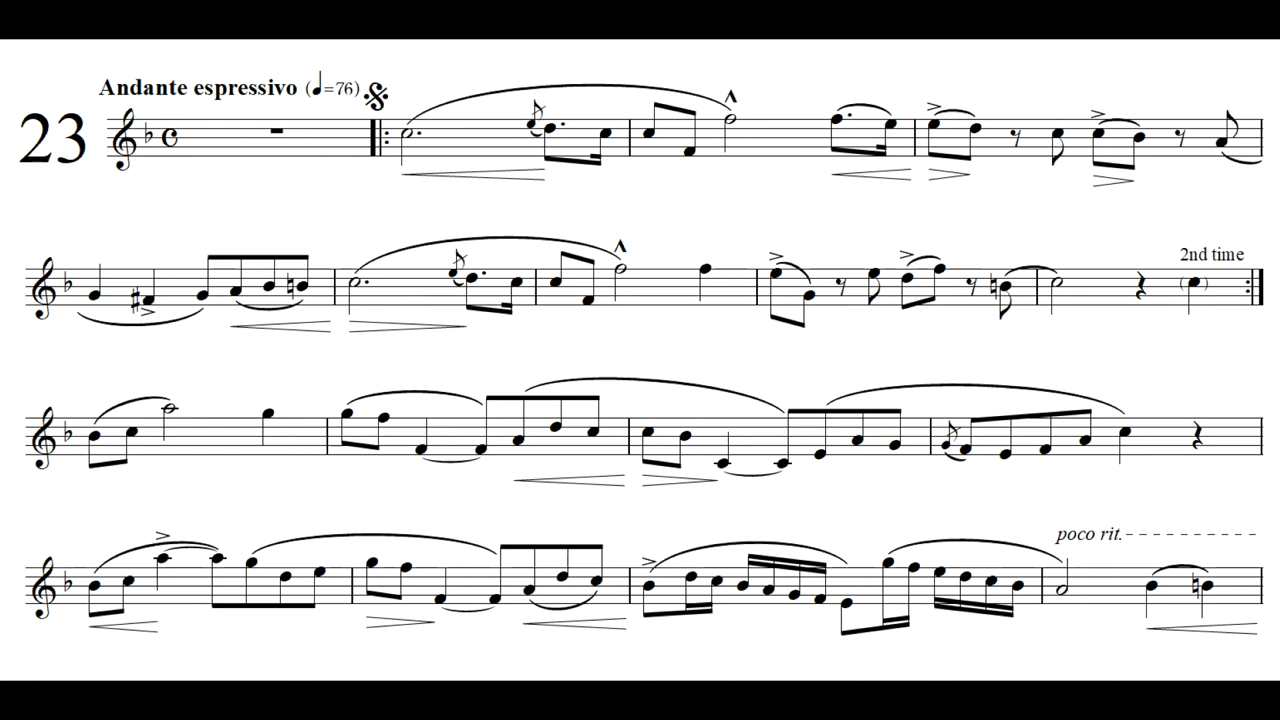 Andante espressivo (♩=76)
23
2nd time
poco rit.